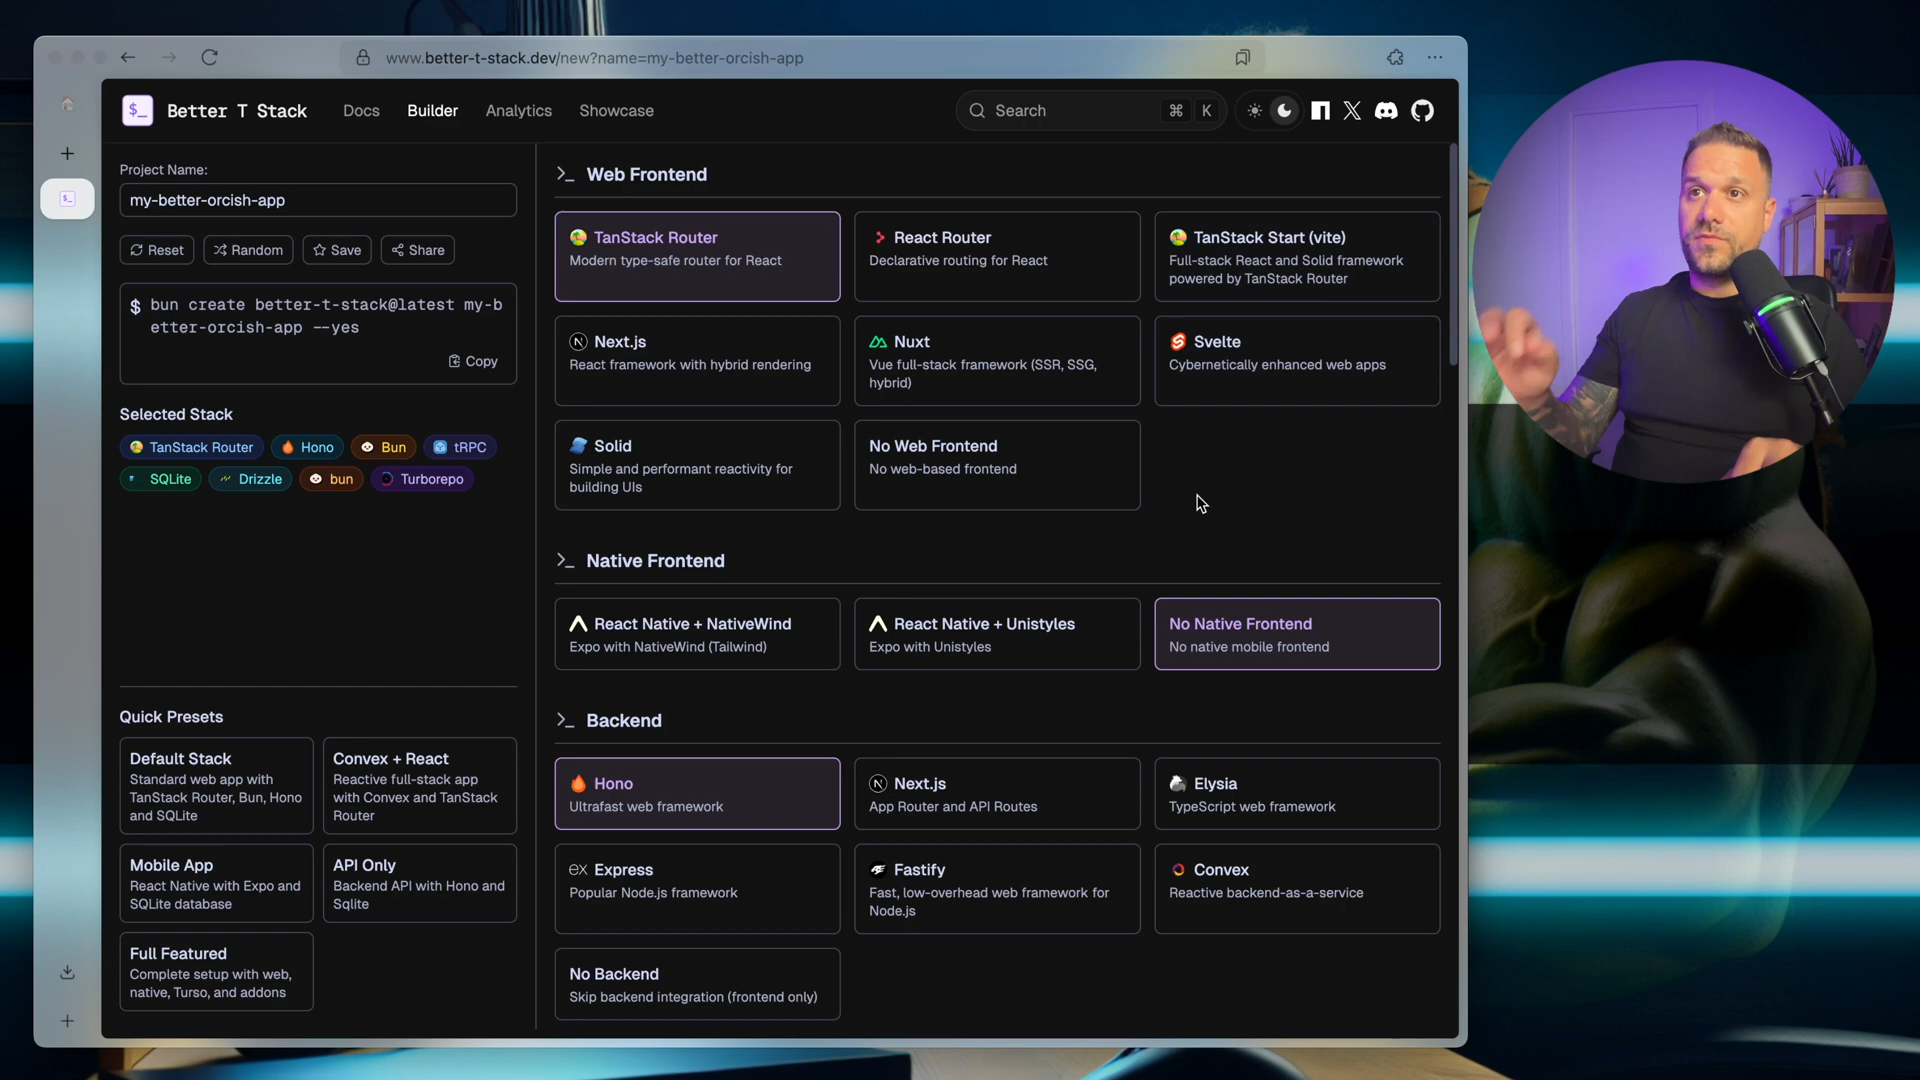 www.better-t-stack.dev/new?name=my-better-orcish-app
$_ Better T Stack Docs Builder Analytics Showcase Search ⌘ K
Project Name:
my-better-orcish-app
Reset Random Save Share
$ bun create better-t-stack@latest my-b
etter-orcish-app --yes
Copy
Selected Stack
TanStack Router Hono Bun tRPC
SQLite Drizzle bun Turborepo
Quick Presets
Default Stack
Standard web app with
TanStack Router, Bun, Hono
and SQLite
Convex + React
Reactive full-stack app
with Convex and TanStack
Router
Mobile App
React Native with Expo and
SQLite database
API Only
Backend API with Hono and
Sqlite
Full Featured
Complete setup with web,
native, Turso, and addons
>_ Web Frontend
TanStack Router
Modern type-safe router for React
React Router
Declarative routing for React
TanStack Start (vite)
Full-stack React and Solid framework
powered by TanStack Router
Next.js
React framework with hybrid rendering
Nuxt
Vue full-stack framework (SSR, SSG,
hybrid)
Svelte
Cybernetically enhanced web apps
Solid
Simple and performant reactivity for
building UIs
No Web Frontend
No web-based frontend
>_ Native Frontend
React Native + NativeWind
Expo with NativeWind (Tailwind)
React Native + Unistyles
Expo with Unistyles
No Native Frontend
No native mobile frontend
>_ Backend
Hono
Ultrafast web framework
Next.js
App Router and API Routes
Elysia
TypeScript web framework
ex Express
Popular Node.js framework
Fastify
Fast, low-overhead web framework for
Node.js
Convex
Reactive backend-as-a-service
No Backend
Skip backend integration (frontend only)